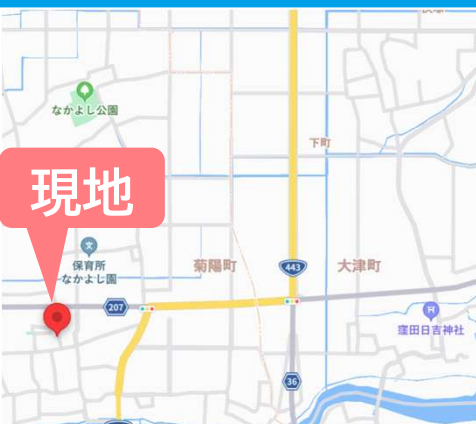 なかよし公園
下町
現地
保育所
なかよし園
菊陽町
443
大津町
207
窪田日吉神社
36